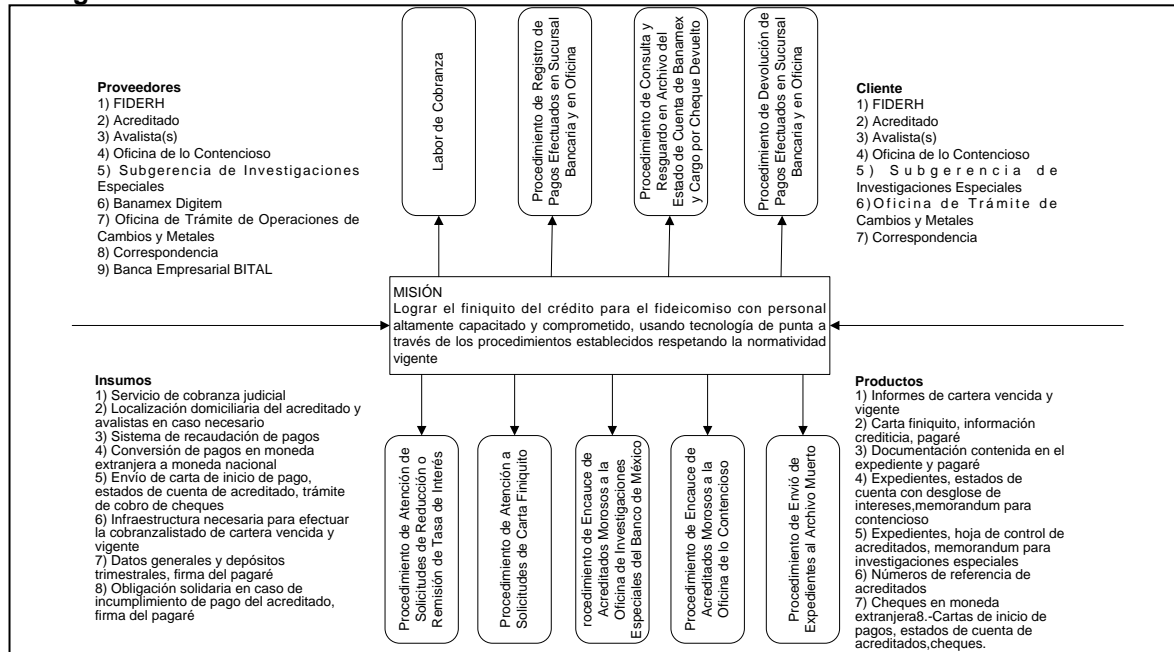 Labor de Cobranza
Procedimiento de Registro de
Pagos Efectuados en Sucursal
Bancaria y en Oficina
Procedimiento de Consulta y
Resguardo en Archivo del
Estado de Cuenta de Banamex
y Cargo por Cheque Devuelto
Procedimiento de Devolución de
Pagos Efectuados en Sucursal
Bancaria y en Oficina
Proveedores
1) FIDERH
2) Acreditado
3) Avalista(s)
4) Oficina de lo Contencioso
5) Subgerencia de Investigaciones
Especiales
6) Banamex Digitem
7) Oficina de Trámite de Operaciones de
Cambios y Metales
8) Correspondencia
9) Banca Empresarial BITAL
Cliente
1) FIDERH
2) Acreditado
3) Avalista(s)
4) Oficina de lo Contencioso
5) Subgerencia de
Investigaciones Especiales
6) Oficina de Trámite de
Cambios y Metales
7) Correspondencia
MISIÓN
Lograr el finiquito del crédito para el fideicomiso con personal
altamente capacitado y comprometido, usando tecnología de punta a
través de los procedimientos establecidos respetando la normatividad
vigente
Insumos
1) Servicio de cobranza judicial
2) Localización domiciliaria del acreditado y
avalistas en caso necesario
3) Sistema de recaudación de pagos
4) Conversión de pagos en moneda
extranjera a moneda nacional
5) Envío de carta de inicio de pago,
estados de cuenta de acreditado, trámite
de cobro de cheques
6) Infraestructura necesaria para efectuar
la cobranzalistado de cartera vencida y
vigente
7) Datos generales y depósitos
trimestrales, firma del pagaré
8) Obligación solidaria en caso de
incumplimiento de pago del acreditado,
firma del pagaré
Procedimiento de Atención de
Solicitudes de Reducción o
Remisión de Tasa de Interés
Procedimiento de Atención a
Solicitudes de Carta Finiquito
rocedimiento de Encauce de
Acreditados Morosos a la
Oficina de Investigaciones
Especiales del Banco de México
Procedimiento de Encauce de
Acreditados Morosos a la
Oficina de lo Contencioso
Procedimiento de Envió de
Expedientes al Archivo Muerto
Productos
1) Informes de cartera vencida y
vigente
2) Carta finiquito, información
crediticia, pagaré
3) Documentación contenida en el
expediente y pagaré
4) Expedientes, estados de
cuenta con desglose de
intereses,memorandum para
contencioso
5) Expedientes, hoja de control de
acreditados, memorandum para
investigaciones especiales
6) Números de referencia de
acreditados
7) Cheques en moneda
extranjera8.-Cartas de inicio de
pagos, estados de cuenta de
acreditados,cheques.